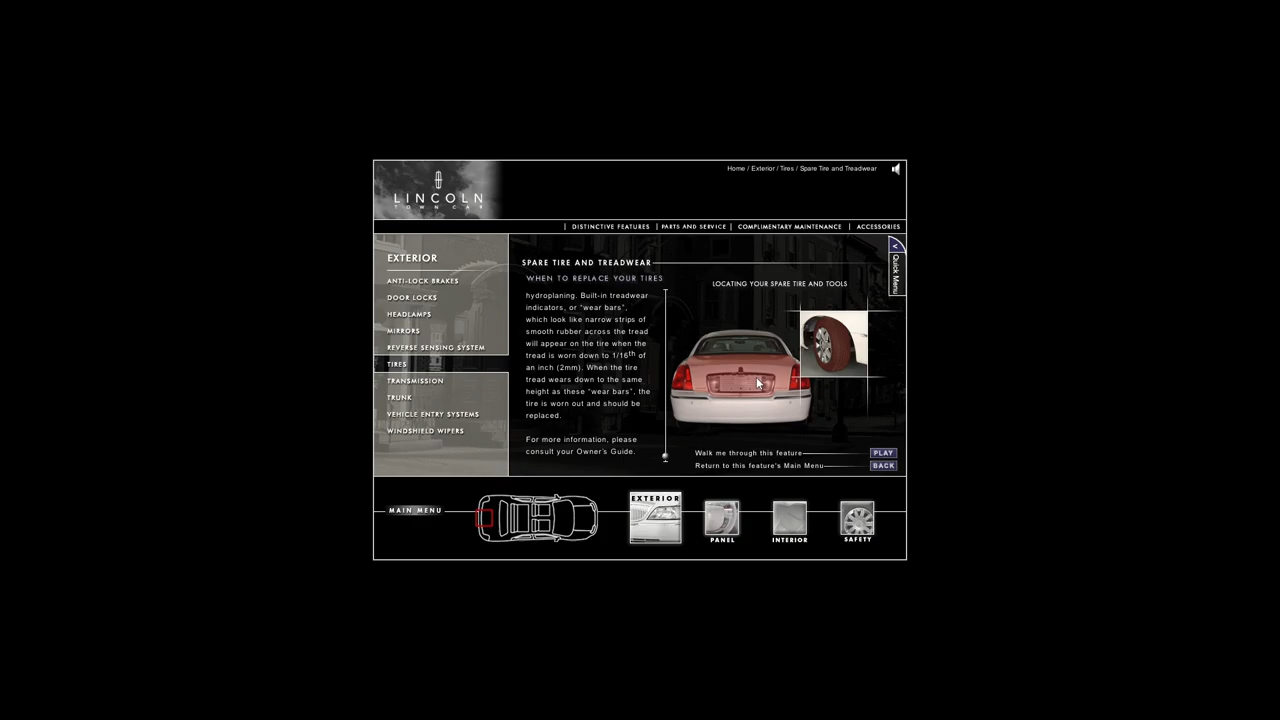 Home / Exterior / Tires / Spare Tire and Treadwear
LINCOLN
TOWN CAR
DISTINCTIVE FEATURES
PARTS AND SERVICE
COMPLIMENTARY MAINTENANCE
ACCESSORIES
Quick Menu
EXTERIOR
ANTI-LOCK BRAKES
DOOR LOCKS
HEADLAMPS
MIRRORS
REVERSE SENSING SYSTEM
TIRES
TRANSMISSION
TRUNK
VEHICLE ENTRY SYSTEMS
WINDSHIELD WIPERS
SPARE TIRE AND TREADWEAR
WHEN TO REPLACE YOUR TIRES
hydroplaning. Built-in treadwear
indicators, or "wear bars",
which look like narrow strips of
smooth rubber across the tread
will appear on the tire when the
tread is worn down to 1/16th of
an inch (2mm). When the tire
tread wears down to the same
height as these "wear bars", the
tire is worn out and should be
replaced.
For more information, please
consult your Owner's Guide.
LOCATING YOUR SPARE TIRE AND TOOLS
Walk me through this feature
PLAY
Return to this feature's Main Menu
BACK
MAIN MENU
EXTERIOR
PANEL
INTERIOR
SAFETY